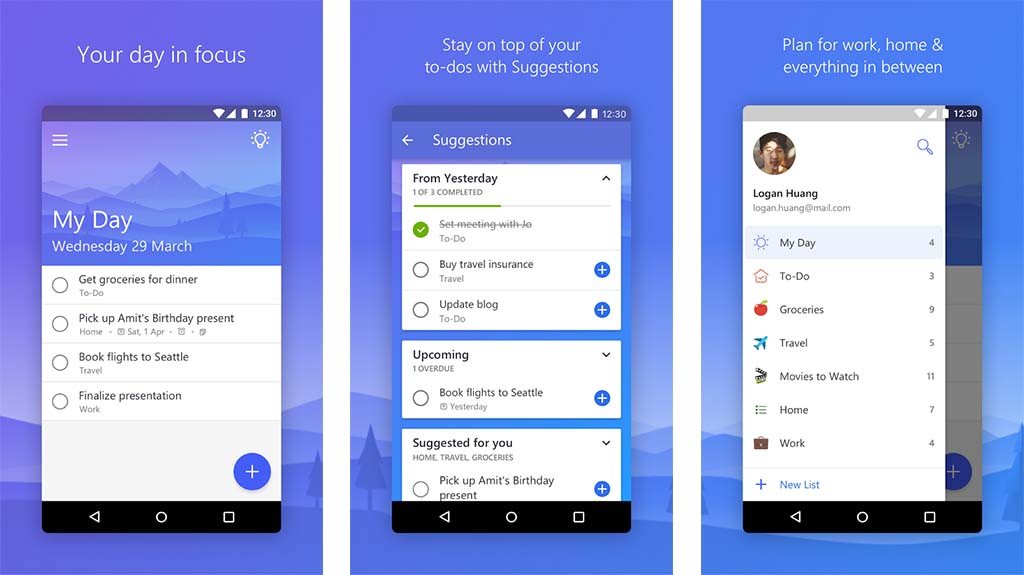 Your day in focus
12:30
My Day
Wednesday 29 March
Get groceries for dinner
To-Do
Pick up Amit's Birthday present
Home • Sat, 1 Apr • •
Book flights to Seattle
Travel
Finalize presentation
Work
Stay on top of your
to-dos with Suggestions
12:30
Suggestions
From Yesterday
1 OF 3 COMPLETED
Set meeting with Jo
To-Do
Buy travel insurance
Travel
Update blog
To-Do
Upcoming
1 OVERDUE
Book flights to Seattle
Yesterday
Suggested for you
HOME, TRAVEL, GROCERIES
Pick up Amit's Birthday
present
Plan for work, home &
everything in between
12:30
Logan Huang
logan.huang@mail.com
My Day 4
To-Do 3
Groceries 9
Travel 5
Movies to Watch 11
Home 7
Work 4
New List